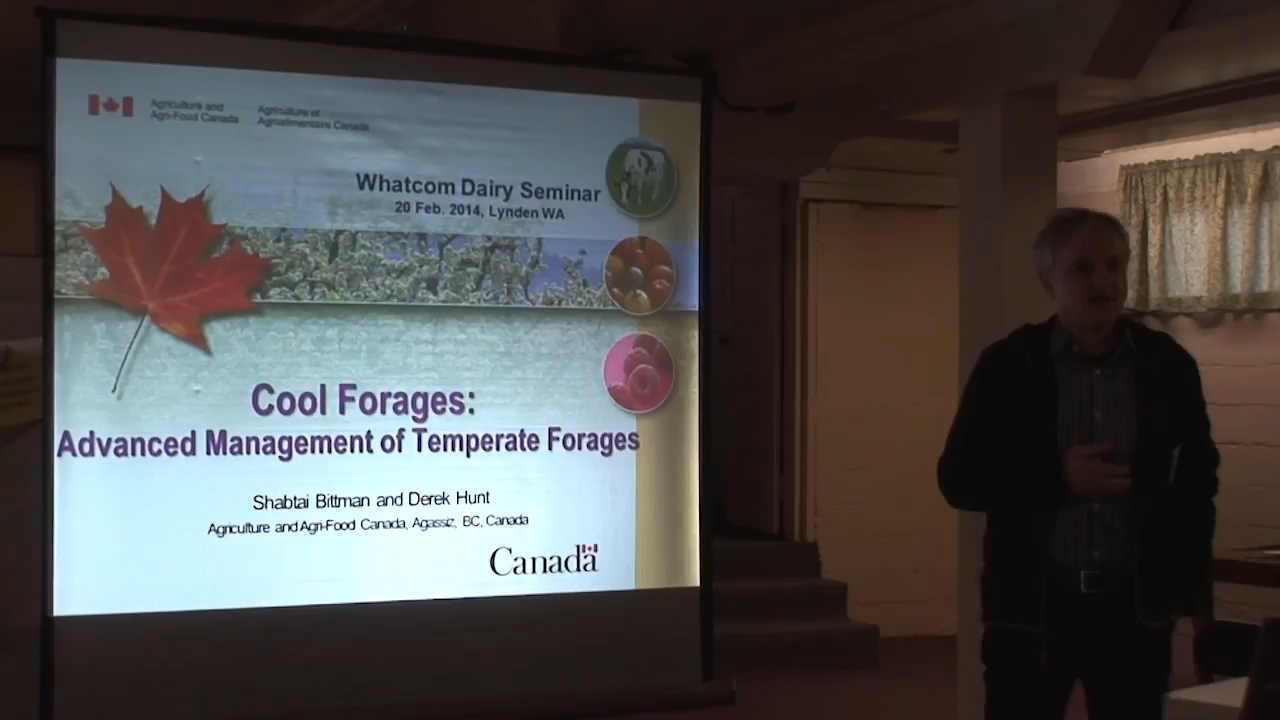 Agriculture and
Agri-Food Canada
Agriculture et
Agroalimentaire Canada
Whatcom Dairy Seminar
20 Feb. 2014, Lynden WA
Cool Forages:
Advanced Management of Temperate Forages
Shabtai Bittman and Derek Hunt
Agriculture and Agri-Food Canada, Agassiz, BC, Canada
Canada